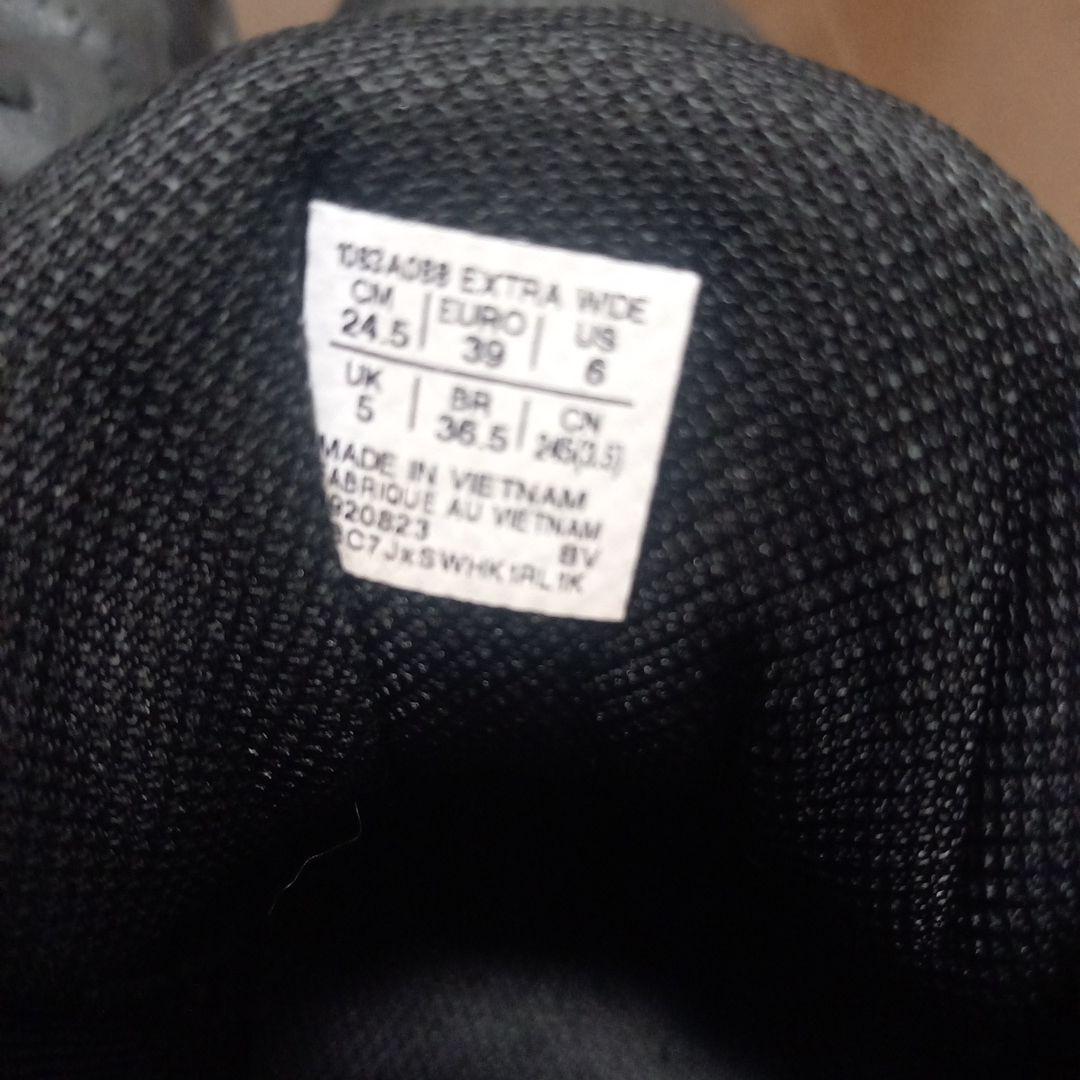 EXTRA WIDE
CM EURO US
24.5 39 6
UK BR CN
5 36.5 245(3.5)
MADE IN VIETNAM
FABRIQUE AU VIETNAM
920823 BV